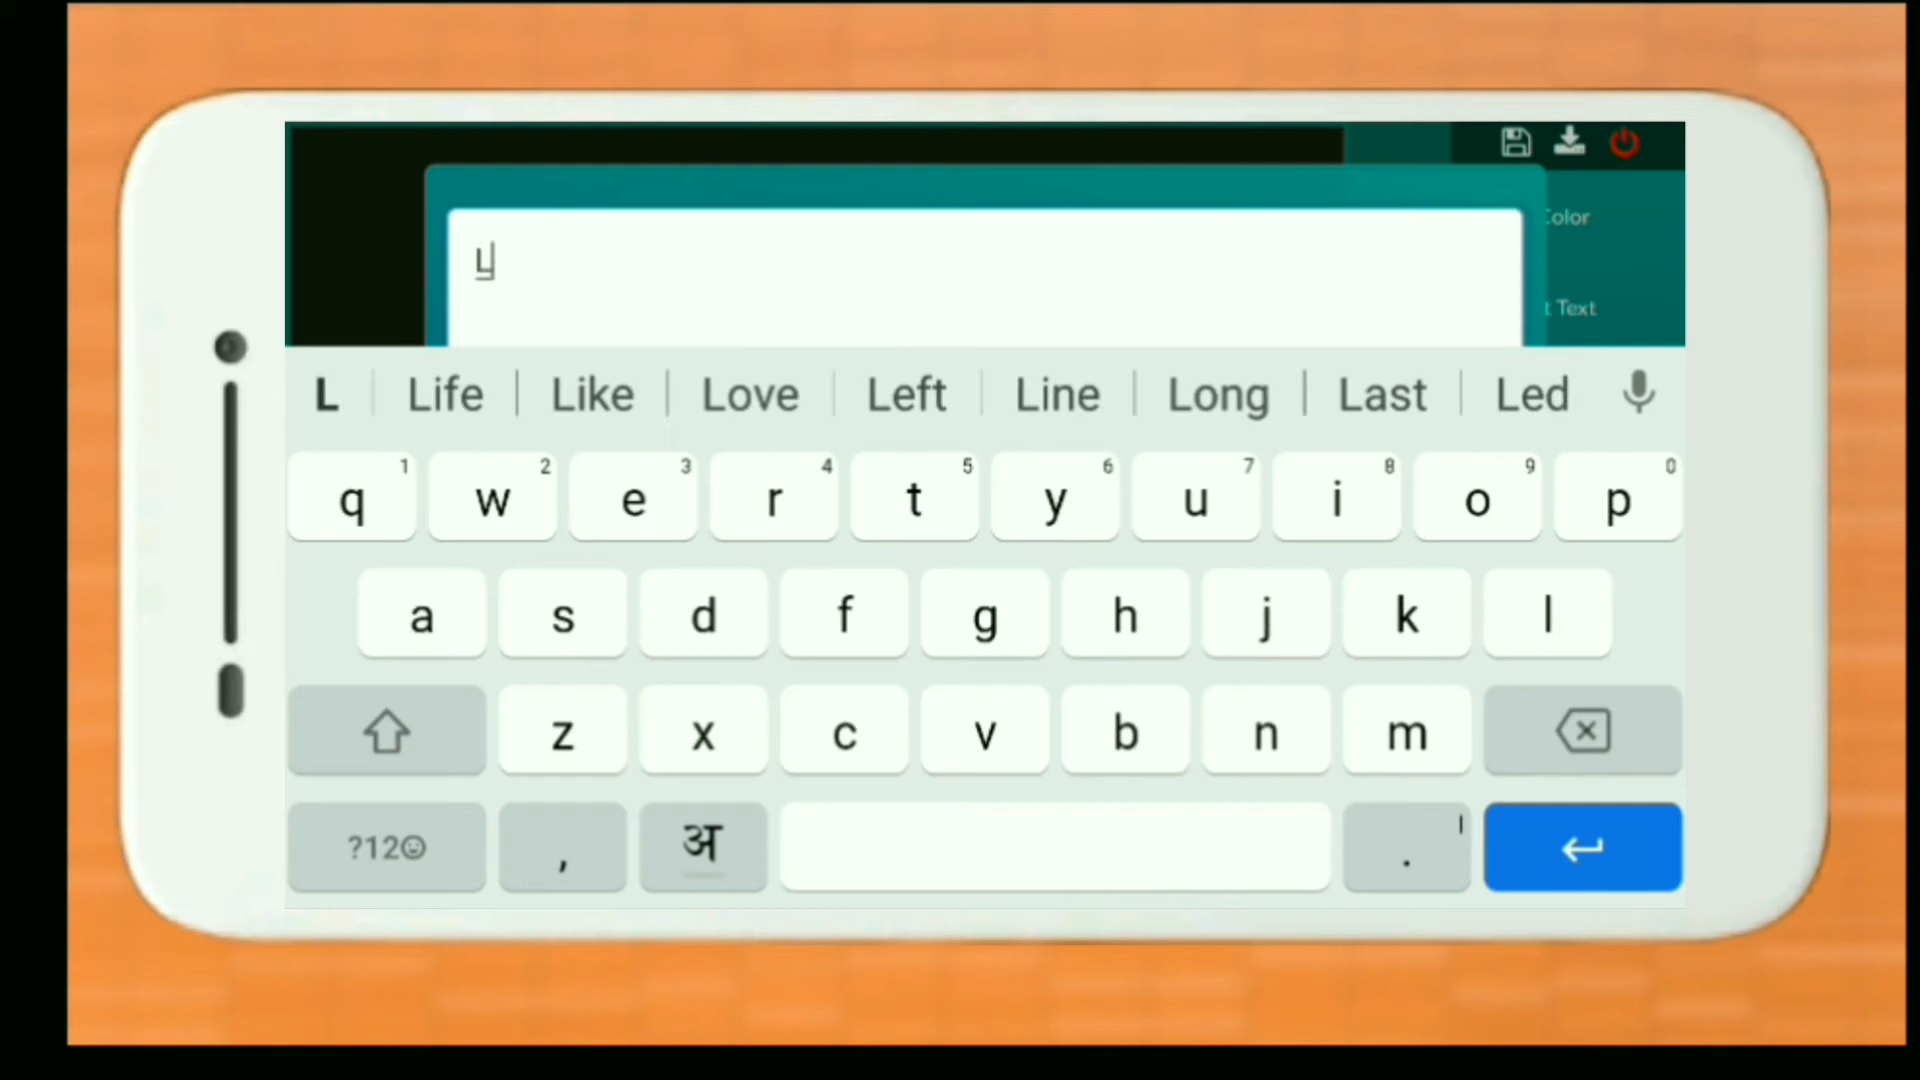 Color
L
t Text
L Life Like Love Left Line Long Last Led
q 1 w 2 e 3 r 4 t 5 y 6 u 7 i 8 o 9 p 0
a s d f g h j k l
z x c v b n m
?12☺ , अ . |